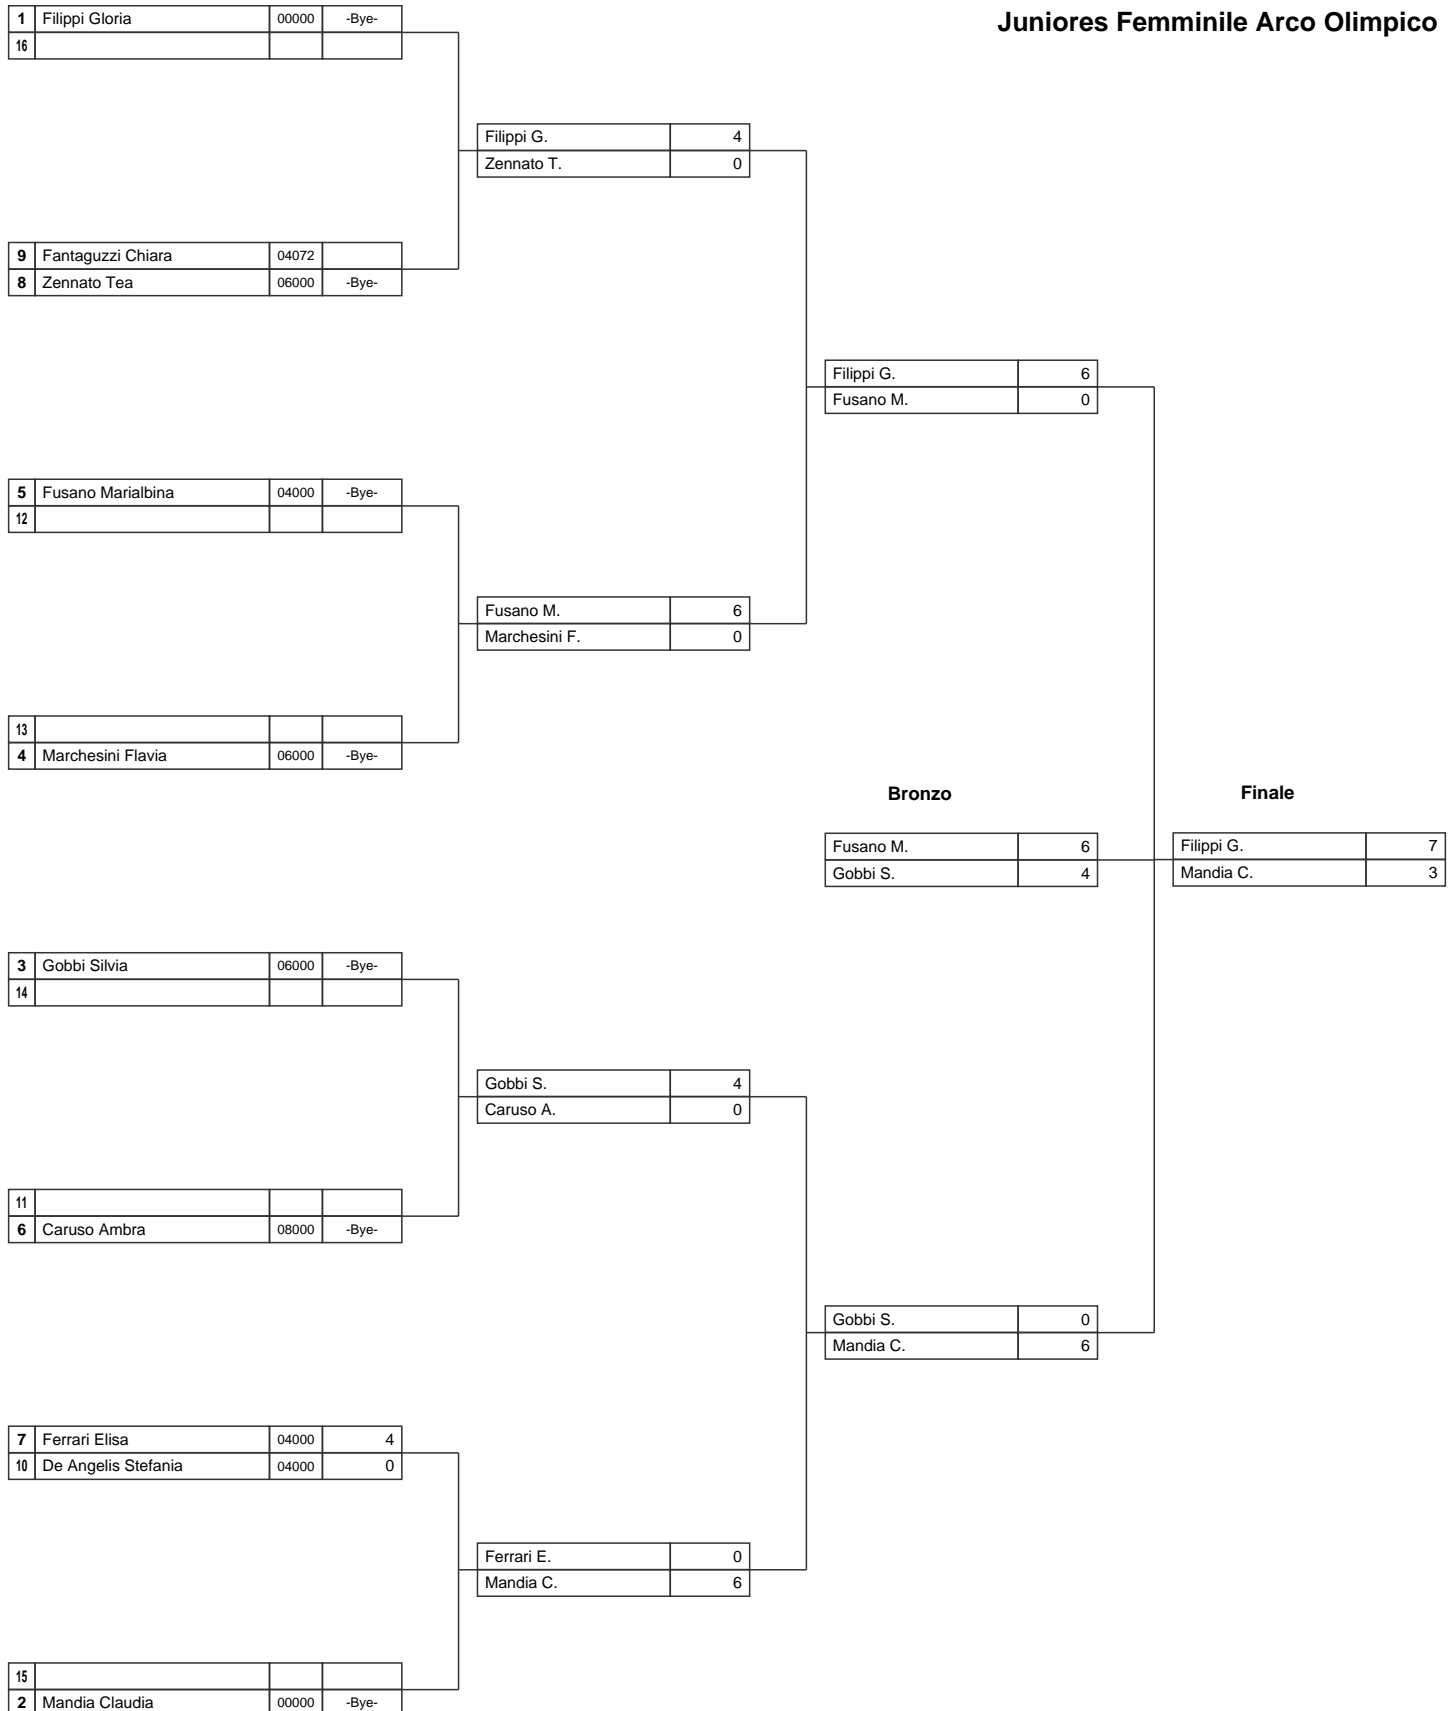 Juniores Femminile Arco Olimpico
1 Filippi Gloria 00000 -Bye-
16
Filippi G. 4
Zennato T. 0
9 Fantaguzzi Chiara 04072
8 Zennato Tea 06000 -Bye-
Filippi G. 6
Fusano M. 0
5 Fusano Marialbina 04000 -Bye-
12
Fusano M. 6
Marchesini F. 0
13
4 Marchesini Flavia 06000 -Bye-
Bronzo Finale
Fusano M. 6 Filippi G. 7
Gobbi S. 4 Mandia C. 3
3 Gobbi Silvia 06000 -Bye-
14
Gobbi S. 4
Caruso A. 0
11
6 Caruso Ambra 08000 -Bye-
Gobbi S. 0
Mandia C. 6
7 Ferrari Elisa 04000 4
10 De Angelis Stefania 04000 0
Ferrari E. 0
Mandia C. 6
15
2 Mandia Claudia 00000 -Bye-